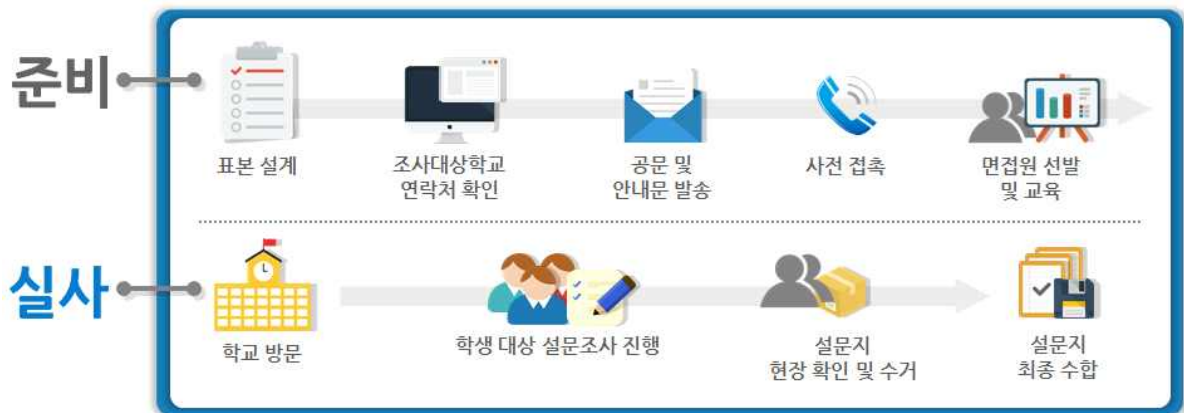 준비
표본 설계
조사대상학교
연락처 확인
공문 및
안내문 발송
사전 접촉
면접원 선발
및 교육
실사
학교 방문
학생 대상 설문조사 진행
설문지
현장 확인 및 수거
설문지
최종 수합